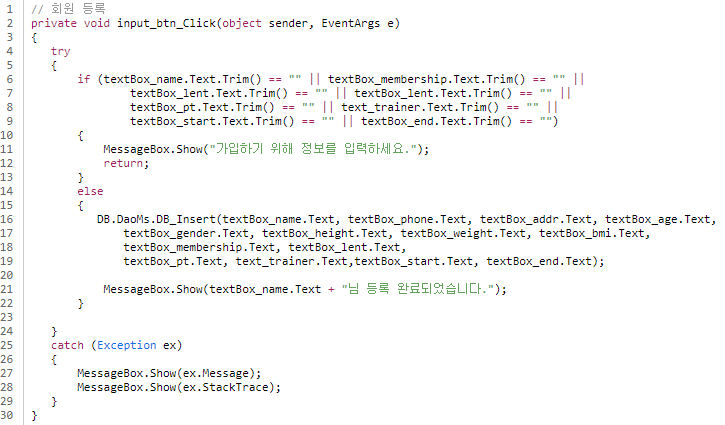 1 // 회원 등록
2 private void input_btn_Click(object sender, EventArgs e)
3 {
4     try
5     {
6         if (textBox_name.Text.Trim() == "" || textBox_membership.Text.Trim() == "" ||
7                 textBox_lent.Text.Trim() == "" || textBox_lent.Text.Trim() == "" ||
8                 textBox_pt.Text.Trim() == "" || text_trainer.Text.Trim() == "" ||
9                 textBox_start.Text.Trim() == "" || textBox_end.Text.Trim() == "")
10         {
11             MessageBox.Show("가입하기 위해 정보를 입력하세요.");
12             return;
13         }
14         else
15         {
16            DB.DaoMs.DB_Insert(textBox_name.Text, textBox_phone.Text, textBox_addr.Text, textBox_age.Text,
17                textBox_gender.Text, textBox_height.Text, textBox_weight.Text, textBox_bmi.Text,
18                textBox_membership.Text, textBox_lent.Text,
19                textBox_pt.Text, text_trainer.Text,textBox_start.Text, textBox_end.Text);
20
21             MessageBox.Show(textBox_name.Text + "님 등록 완료되었습니다.");
22         }
23
24     }
25     catch (Exception ex)
26     {
27         MessageBox.Show(ex.Message);
28         MessageBox.Show(ex.StackTrace);
29     }
30 }